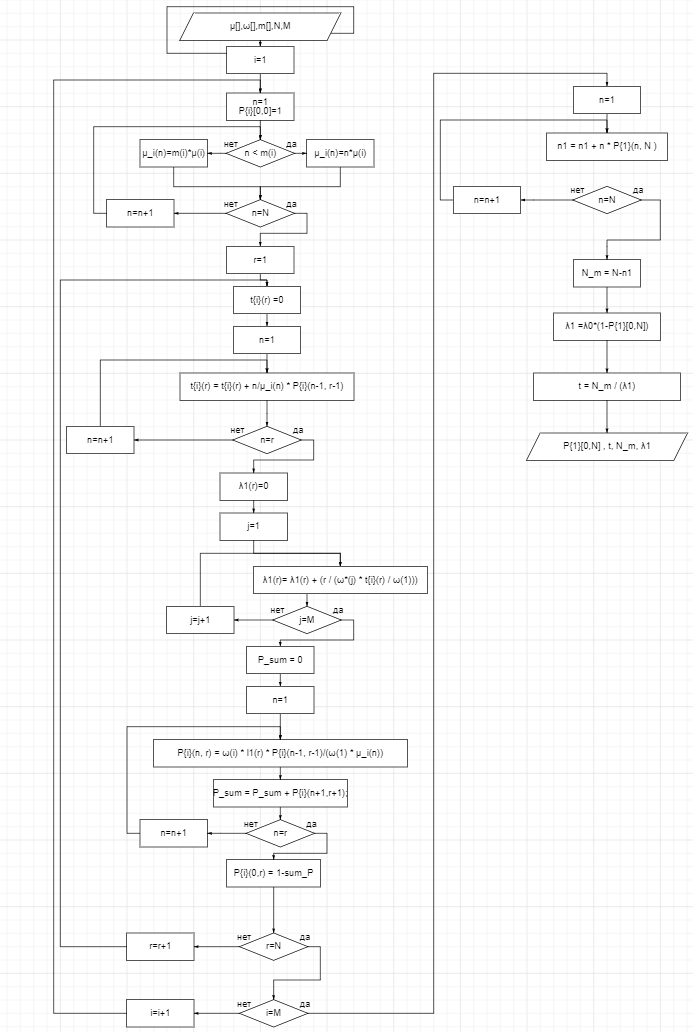 μ[],ω[],m[],N,M
i=1
n=1
P{i}[0,0]=1
нет
n < m(i)
да
μ_i(n)=m(i)*μ(i)
μ_i(n)=n*μ(i)
нет
n=N
да
n=n+1
r=1
t{i}(r) =0
n=1
t{i}(r) = t{i}(r) + n/μ_i(n) * P{i}(n-1, r-1)
нет
n=r
да
n=n+1
λ1(r)=0
j=1
λ1(r)= λ1(r) + (r / (ω*(j) * t{i}(r) / ω(1)))
нет
j=M
да
j=j+1
P_sum = 0
n=1
P{i}(n, r) = ω(i) * l1(r) * P{i}(n-1, r-1)/(ω(1) * μ_i(n))
P_sum = P_sum + P{i}(n+1,r+1);
нет
n=r
да
n=n+1
P{i}(0,r) = 1-sum_P
нет
r=N
да
r=r+1
нет
i=M
да
i=i+1
n=1
n1 = n1 + n * P{1}(n, N )
нет
n=N
да
n=n+1
N_m = N-n1
λ1 =λ0*(1-P{1}[0,N])
t = N_m / (λ1)
P{1}[0,N] , t, N_m, λ1